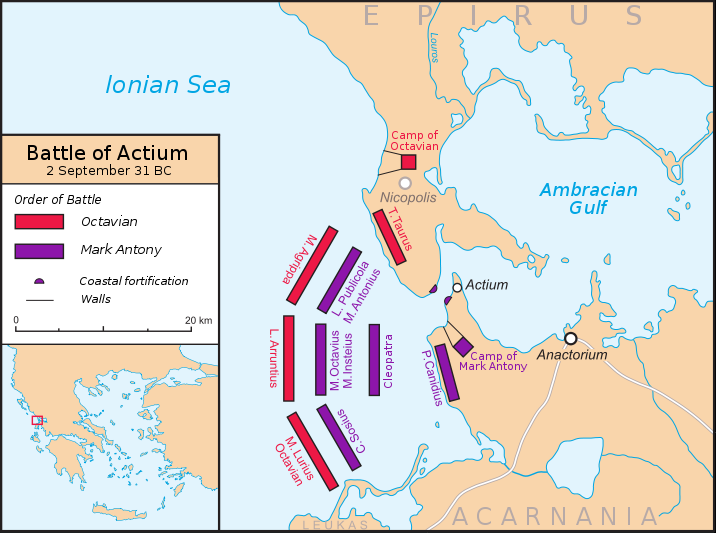 EPIRUS
Louros
Ionian Sea
Camp of
Octavian
Battle of Actium
2 September 31 BC
Order of Battle
Octavian
Mark Antony
Coastal fortification
Walls
0
20 km
Nicopolis
Ambracian
Gulf
T. Taurus
M. Agrippa
L. Publicola
M. Antonius
Actium
L. Arruntius
M. Octavius
M. Insteius
Cleopatra
P. Canidius
Camp of
Mark Antony
Anactorium
M. Lurius
Octavian
C. Sosius
LEUKAS
ACARNANIA